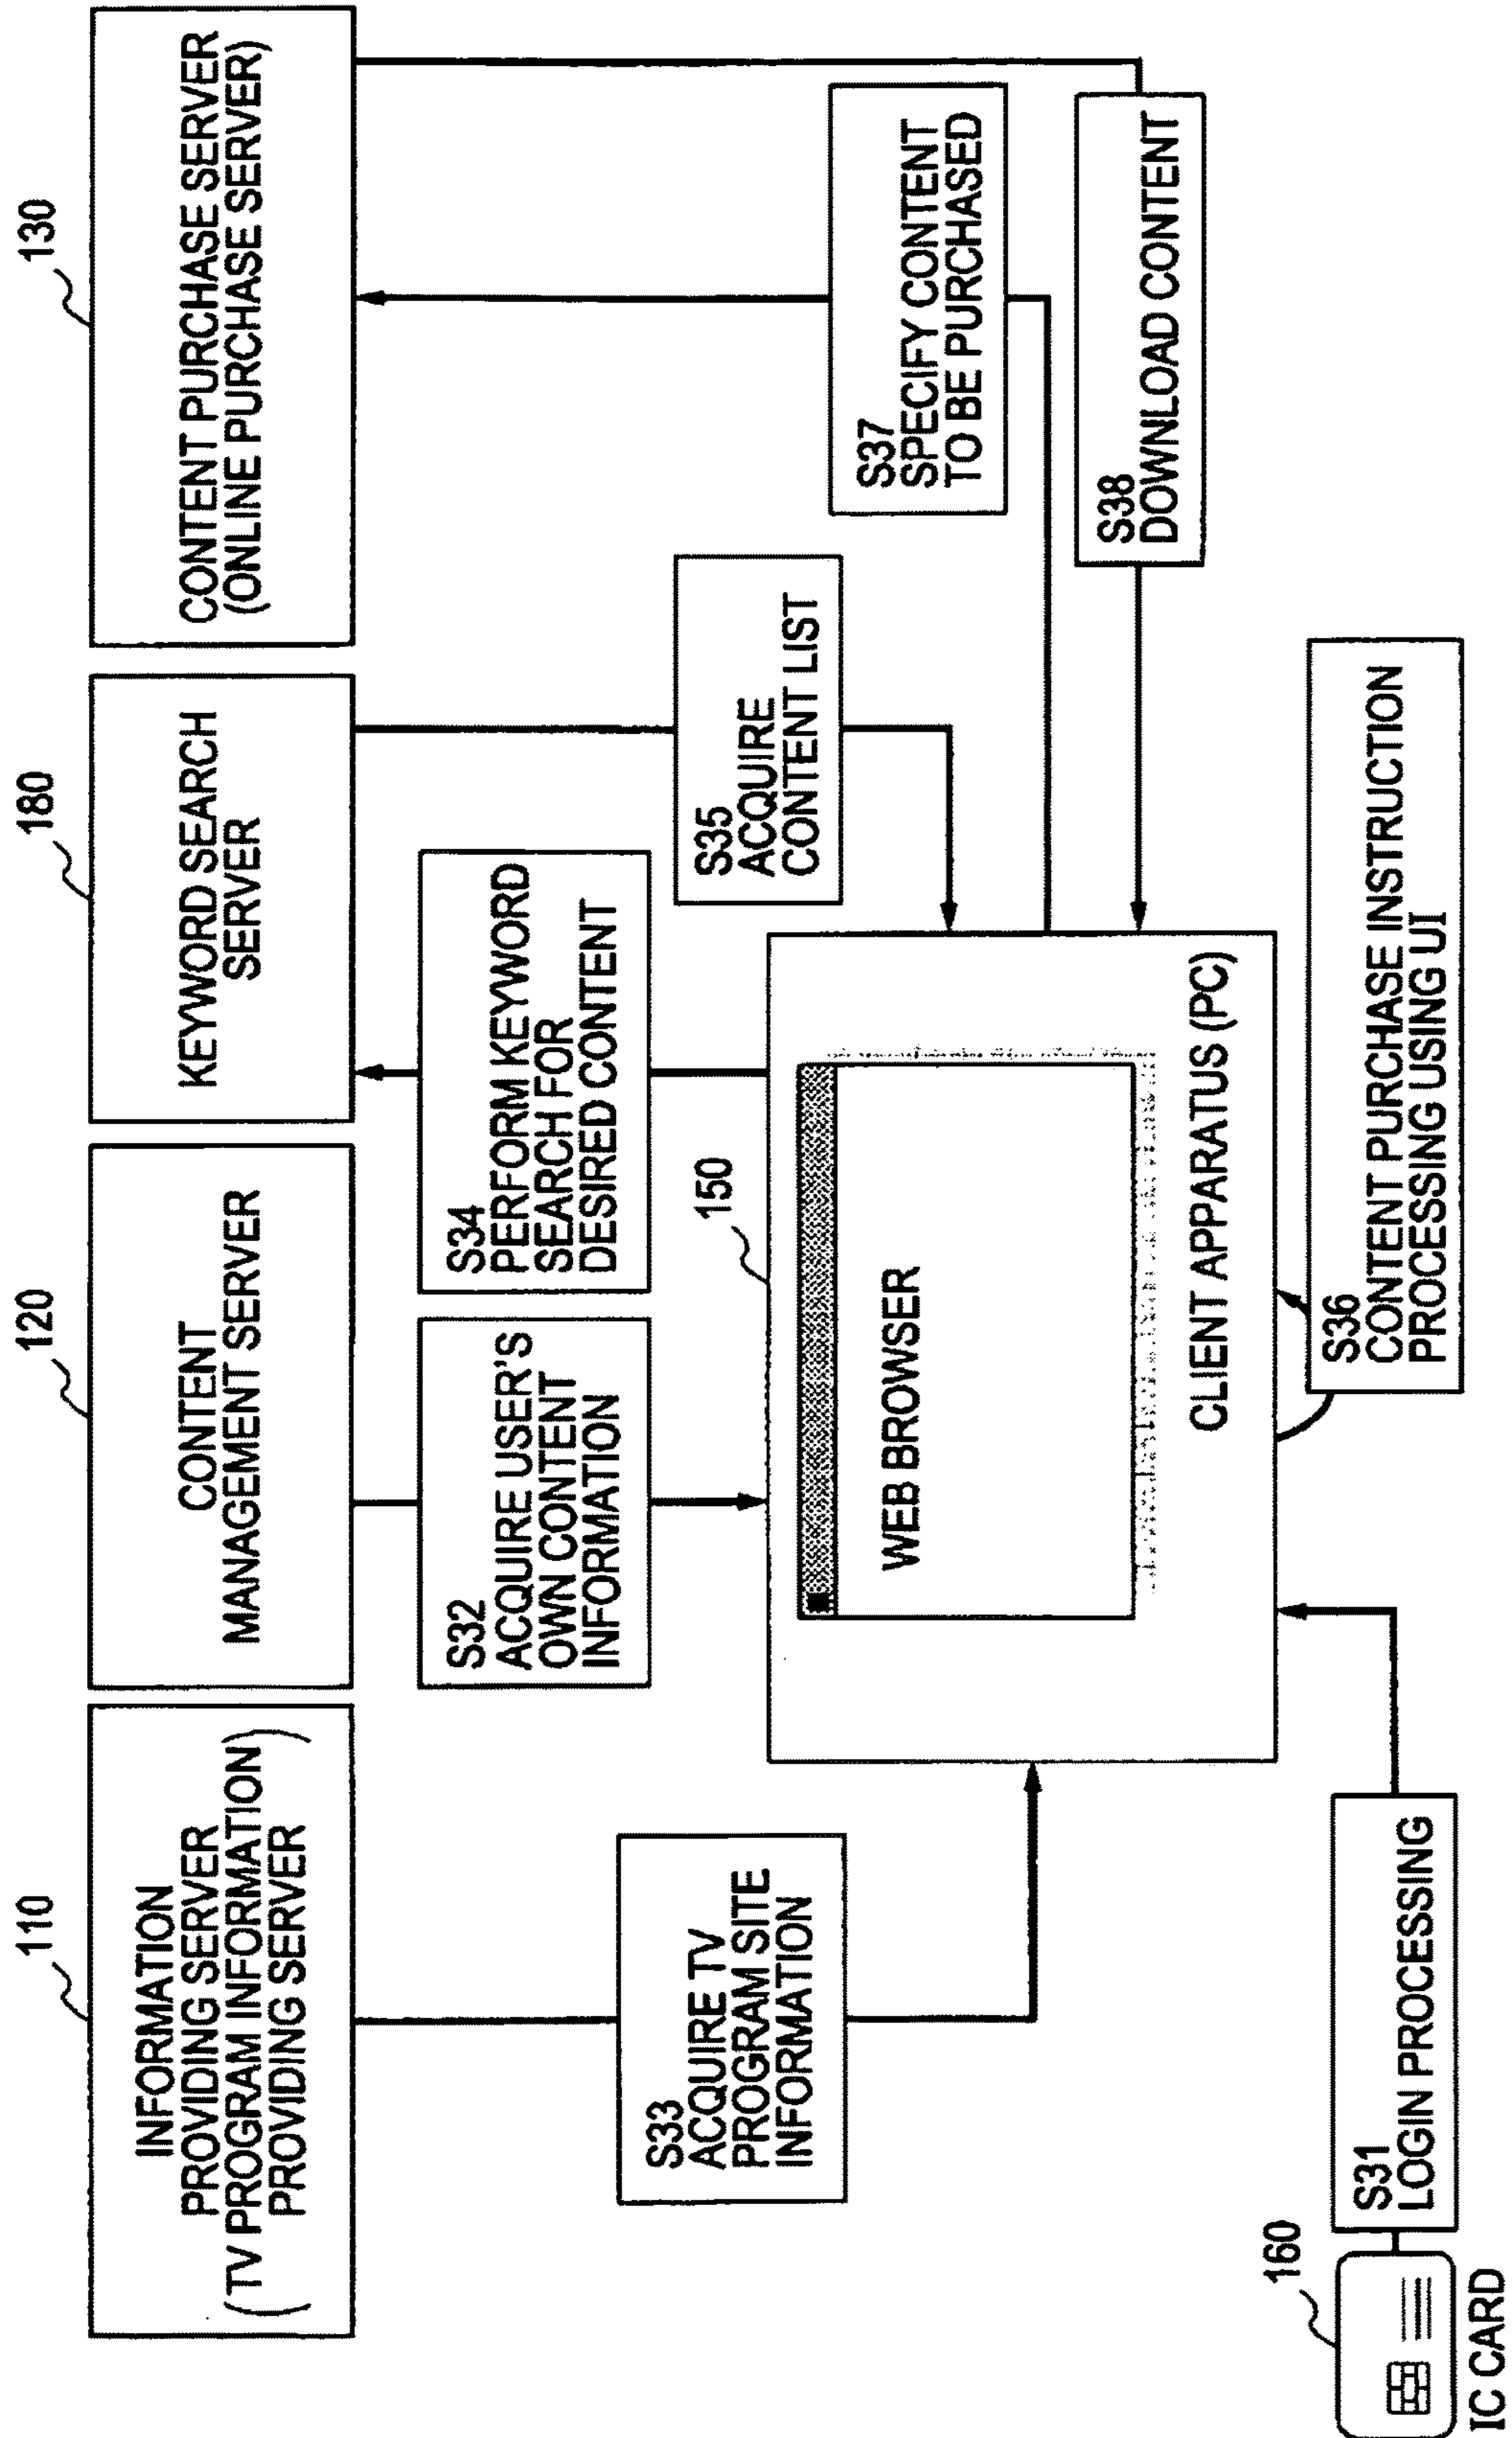 110
INFORMATION
PROVIDING SERVER
(TV PROGRAM INFORMATION)
PROVIDING SERVER
120
CONTENT
MANAGEMENT SERVER
180
KEYWORD SEARCH
SERVER
130
CONTENT PURCHASE SERVER
(ONLINE PURCHASE SERVER)
S33
ACQUIRE TV
PROGRAM SITE
INFORMATION
S32
ACQUIRE USER'S
OWN CONTENT
INFORMATION
S34
PERFORM KEYWORD
SEARCH FOR
DESIRED CONTENT
S35
ACQUIRE
CONTENT LIST
S37
SPECIFY CONTENT
TO BE PURCHASED
S38
DOWNLOAD CONTENT
150
WEB BROWSER
CLIENT APPARATUS (PC)
160
IC CARD
S31
LOGIN PROCESSING
S36
CONTENT PURCHASE INSTRUCTION
PROCESSING USING UI